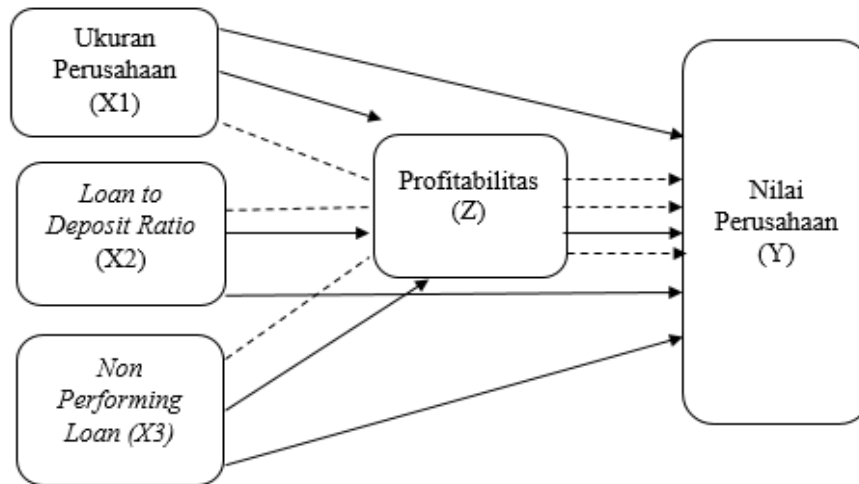 Ukuran
Perusahaan
(X1)
Loan to
Deposit Ratio
(X2)
Non
Performing
Loan (X3)
Profitabilitas
(Z)
Nilai
Perusahaan
(Y)